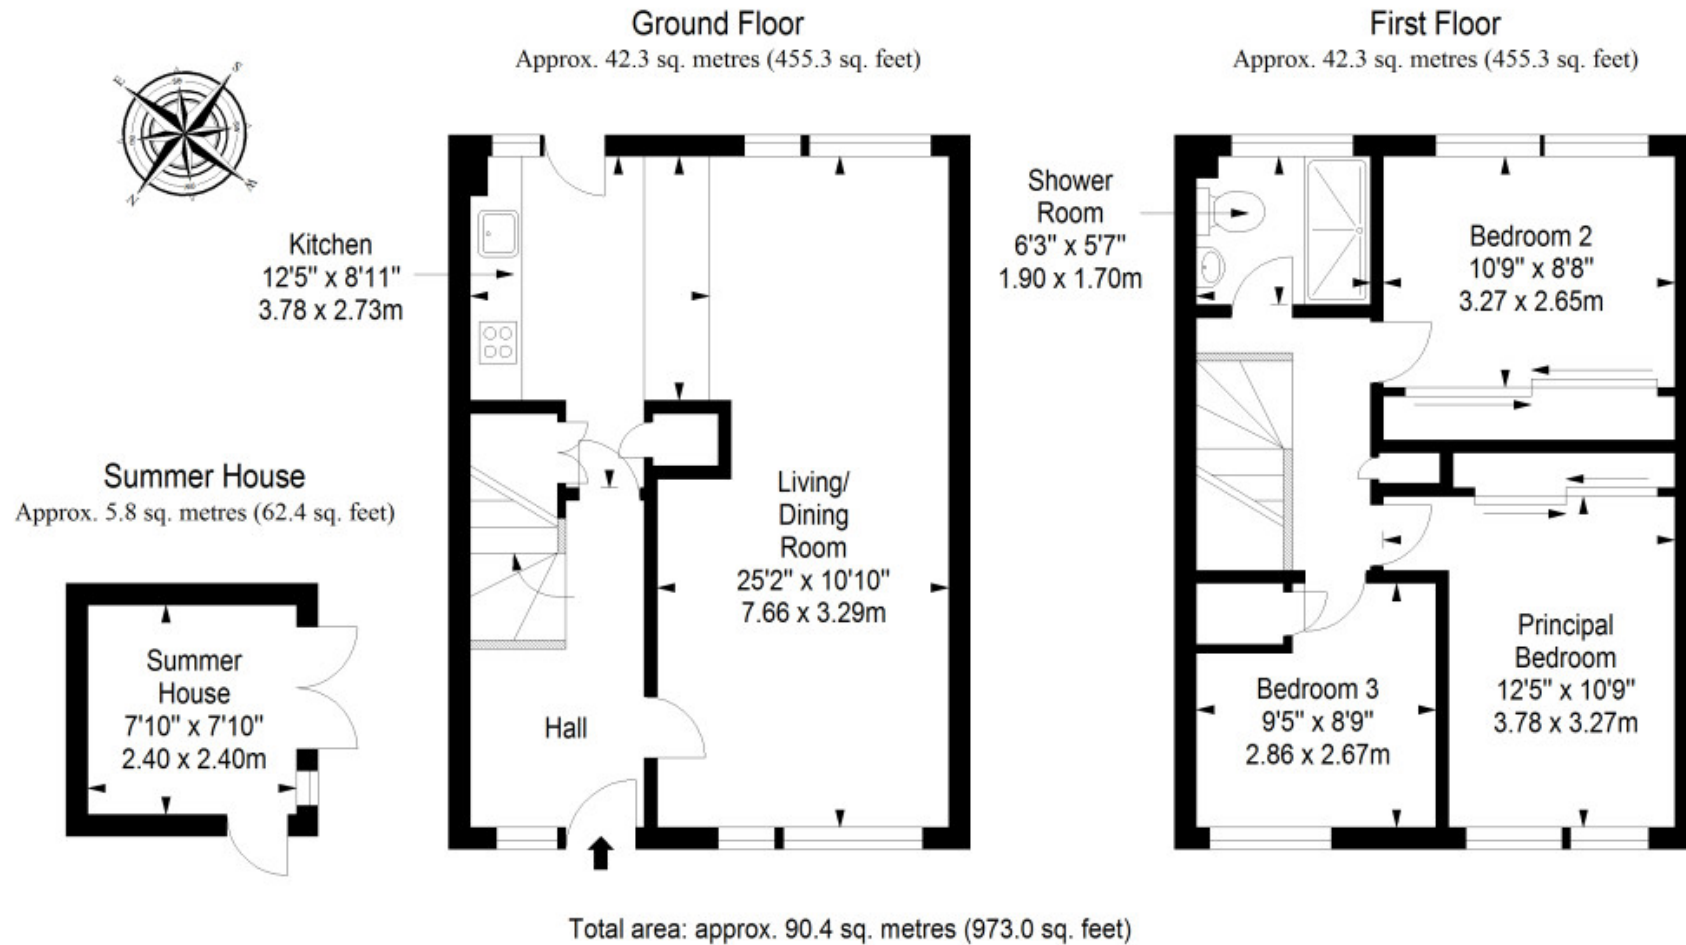 Ground Floor
Approx. 42.3 sq. metres (455.3 sq. feet)
First Floor
Approx. 42.3 sq. metres (455.3 sq. feet)
E
S
N
W
Kitchen
12'5" x 8'11"
3.78 x 2.73m
Shower
Room
6'3" x 5'7"
1.90 x 1.70m
Bedroom 2
10'9" x 8'8"
3.27 x 2.65m
Summer House
Approx. 5.8 sq. metres (62.4 sq. feet)
Summer
House
7'10" x 7'10"
2.40 x 2.40m
Living/
Dining
Room
25'2" x 10'10"
7.66 x 3.29m
Hall
Bedroom 3
9'5" x 8'9"
2.86 x 2.67m
Principal
Bedroom
12'5" x 10'9"
3.78 x 3.27m
Total area: approx. 90.4 sq. metres (973.0 sq. feet)